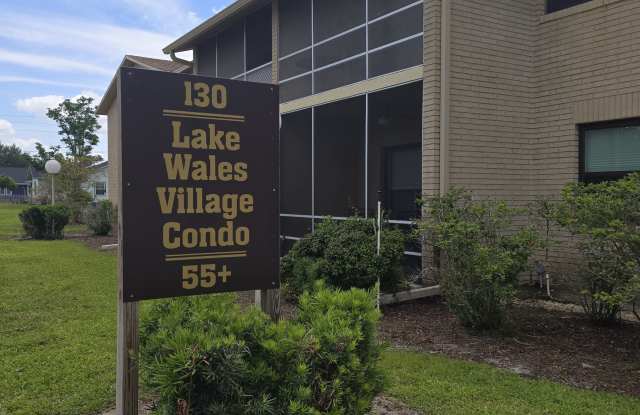 130
Lake
Wales
Village
Condo
55+